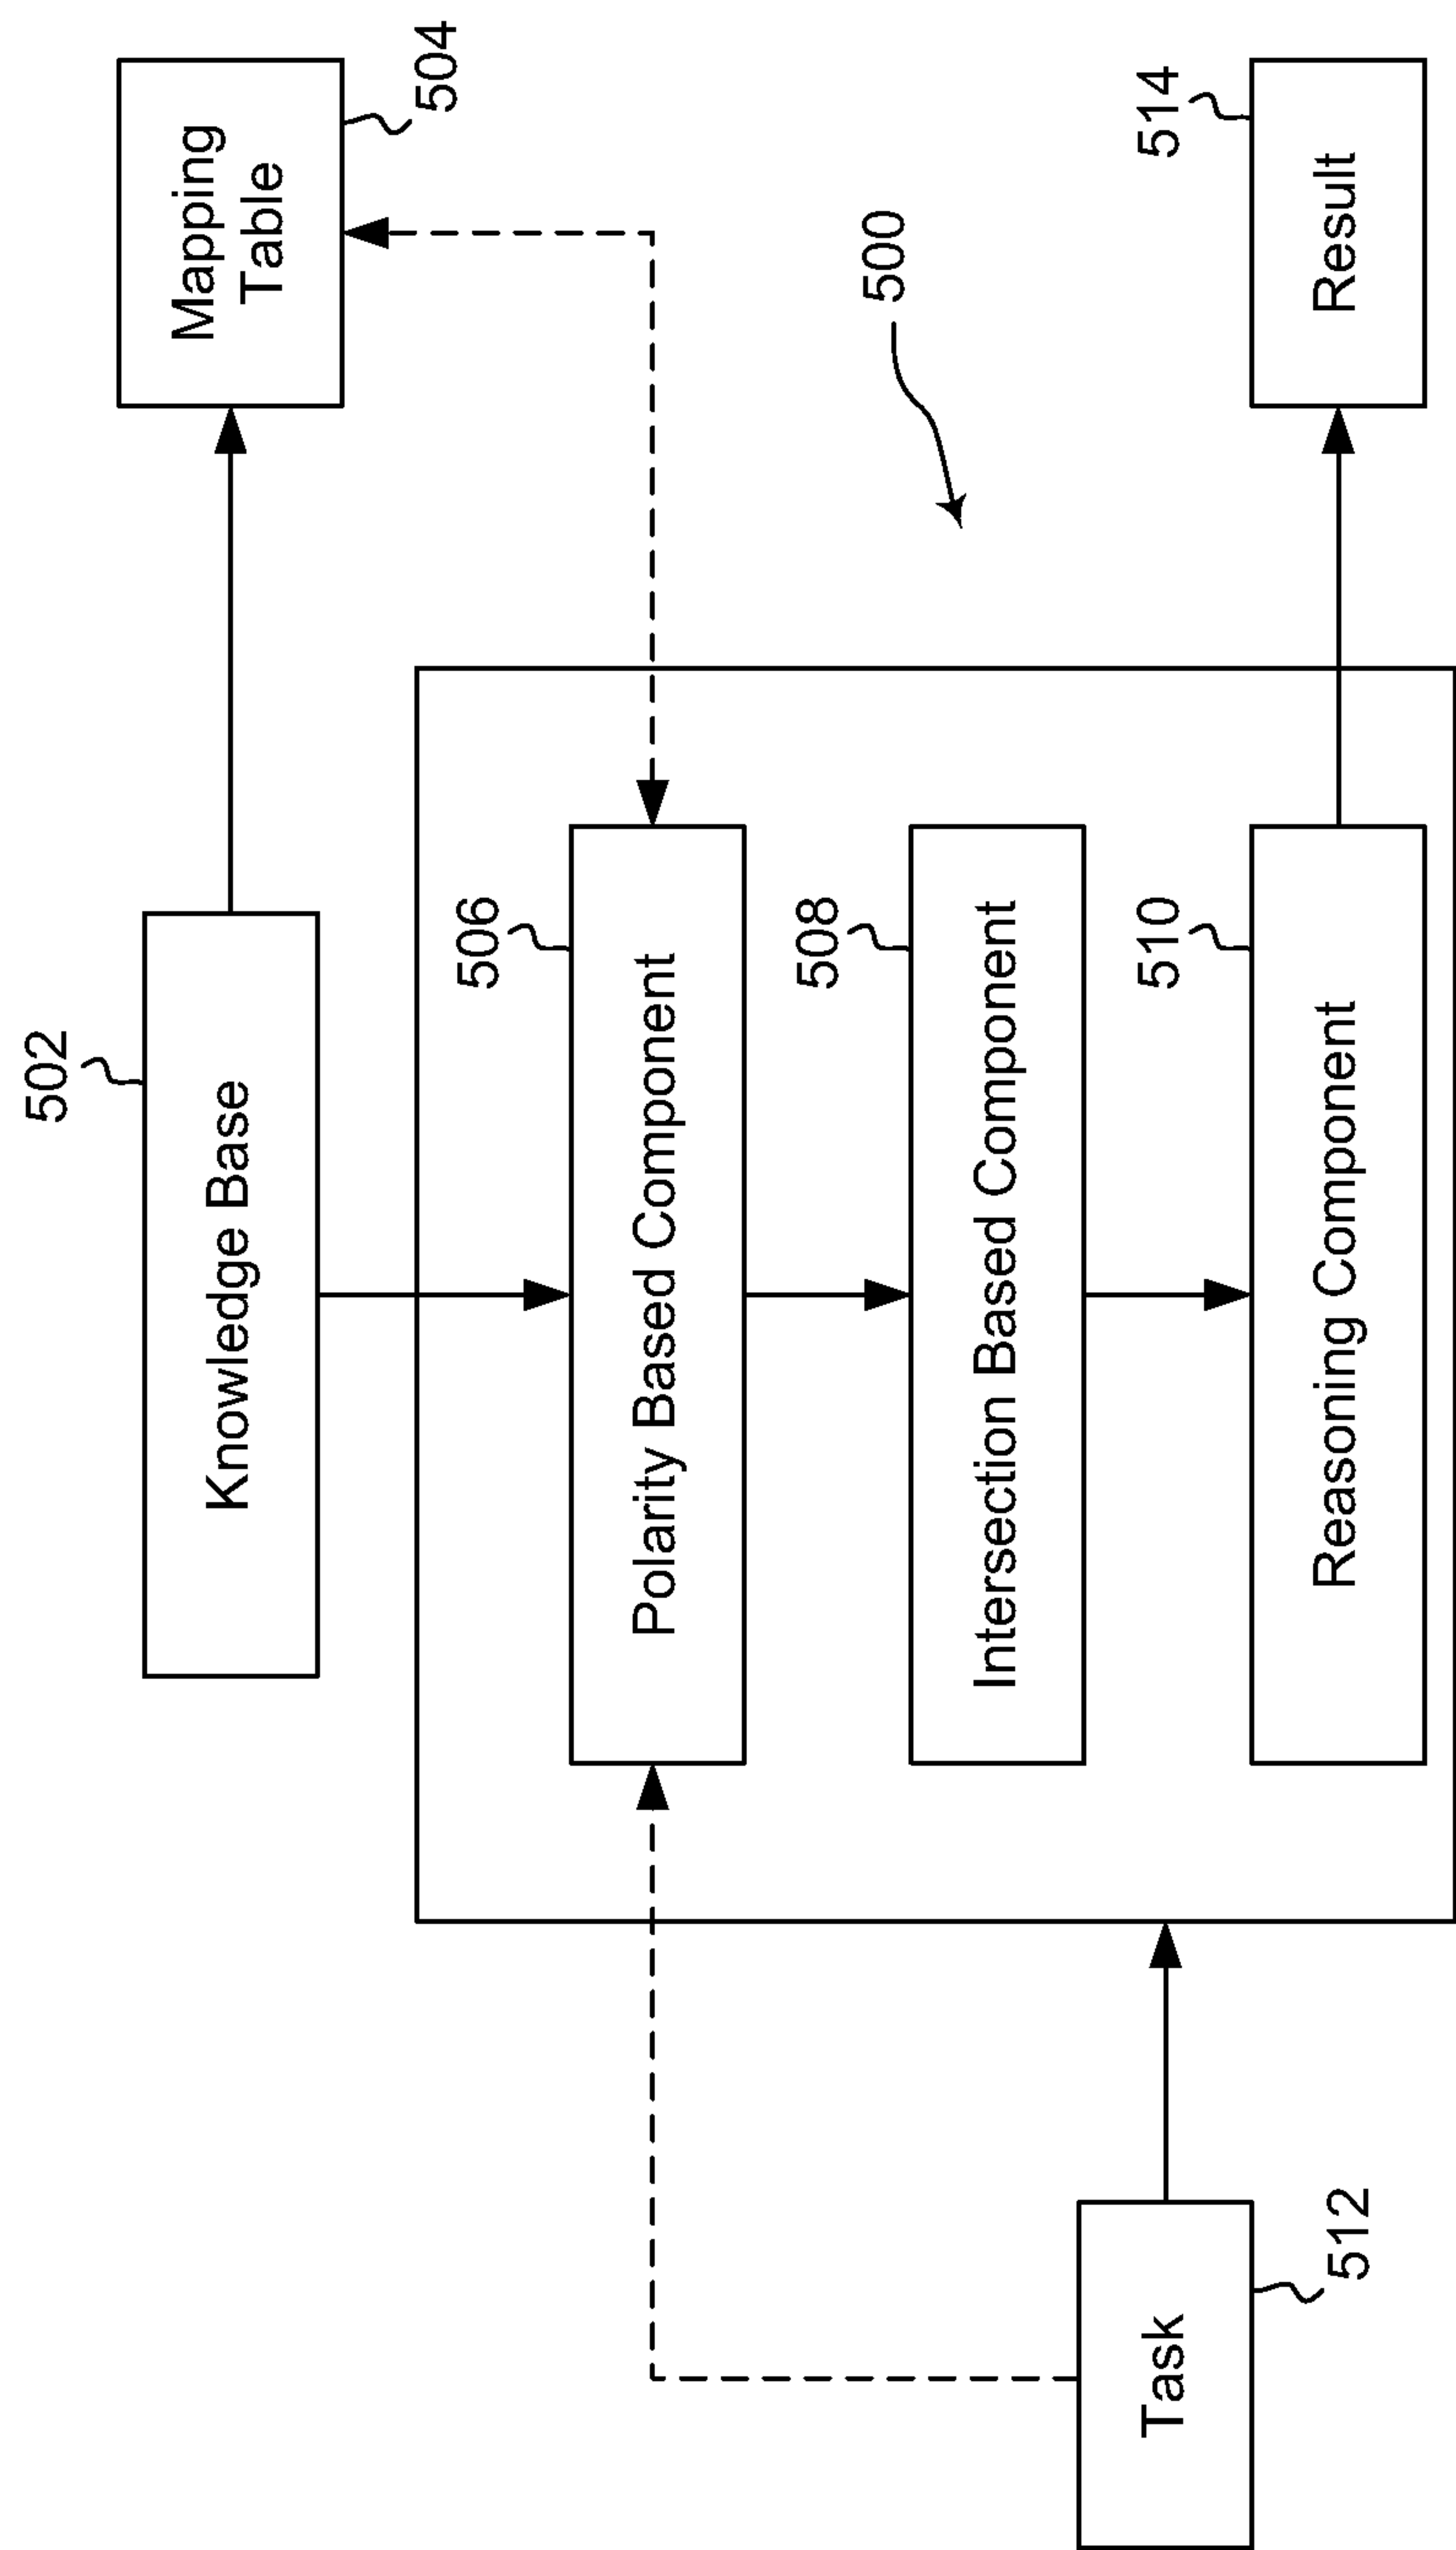 502
Knowledge Base
Mapping
Table
504
506
Polarity Based Component
500
508
Intersection Based Component
510
Reasoning Component
514
Result
Task
512